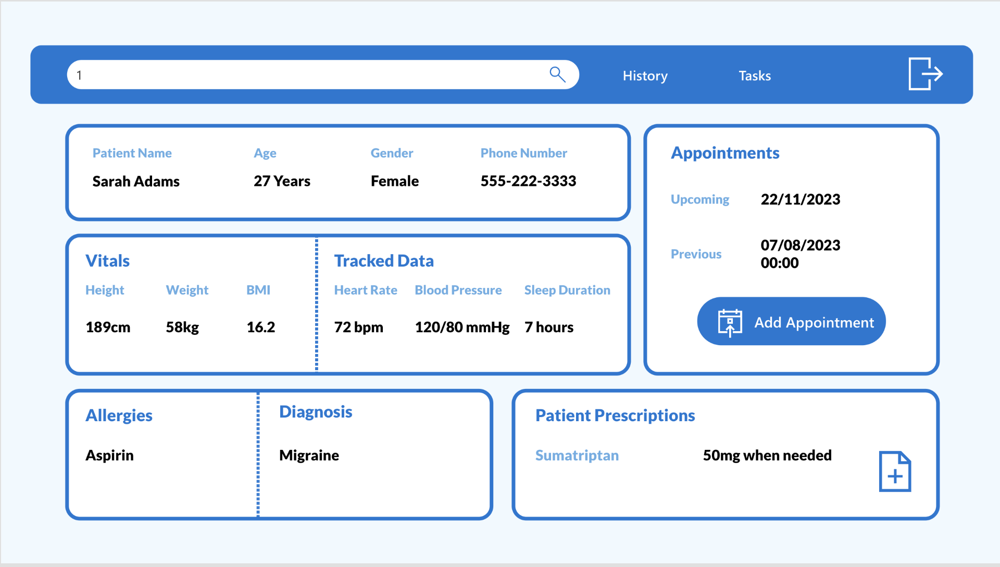 1
History
Tasks
Patient Name
Age
Gender
Phone Number
Sarah Adams
27 Years
Female
555-222-3333
Appointments
Upcoming
22/11/2023
Previous
07/08/2023
00:00
Add Appointment
Vitals
Height
Weight
BMI
189cm
58kg
16.2
Tracked Data
Heart Rate
Blood Pressure
Sleep Duration
72 bpm
120/80 mmHg
7 hours
Allergies
Aspirin
Diagnosis
Migraine
Patient Prescriptions
Sumatriptan
50mg when needed